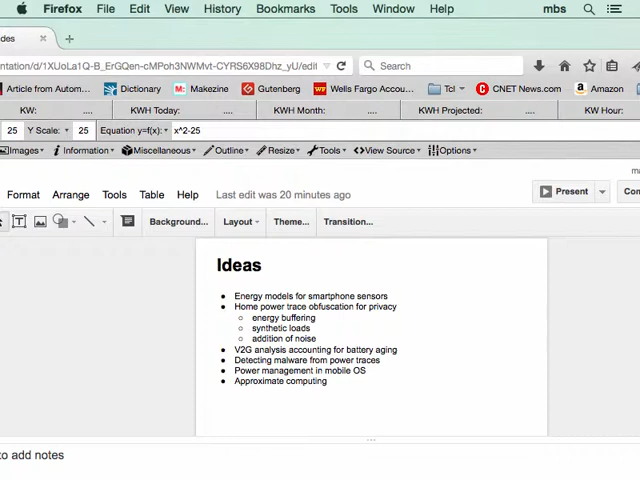 Firefox File Edit View History Bookmarks Tools Window Help mbs
des × +
ntation/d/1XUoLa1Q-B_ErGQen-cMPoh3NWMvt-CYRS6X98Dhz_yU/edit Search
Article from Autom... Dictionary M: Makezine Gutenberg Wells Fargo Accou... Tcl CNET News.com Amazon
KW: .... KWH Today: .... KWH Month: .... KWH Projected: .... KW Hour:
25 Y Scale: 25 Equation y=f(x): x^2-25
Images Information Miscellaneous Outline Resize Tools View Source Options
Format Arrange Tools Table Help Last edit was 20 minutes ago Present
Background... Layout Theme... Transition...
Ideas
● Energy models for smartphone sensors
● Home power trace obfuscation for privacy
○ energy buffering
○ synthetic loads
○ addition of noise
● V2G analysis accounting for battery aging
● Detecting malware from power traces
● Power management in mobile OS
● Approximate computing
to add notes